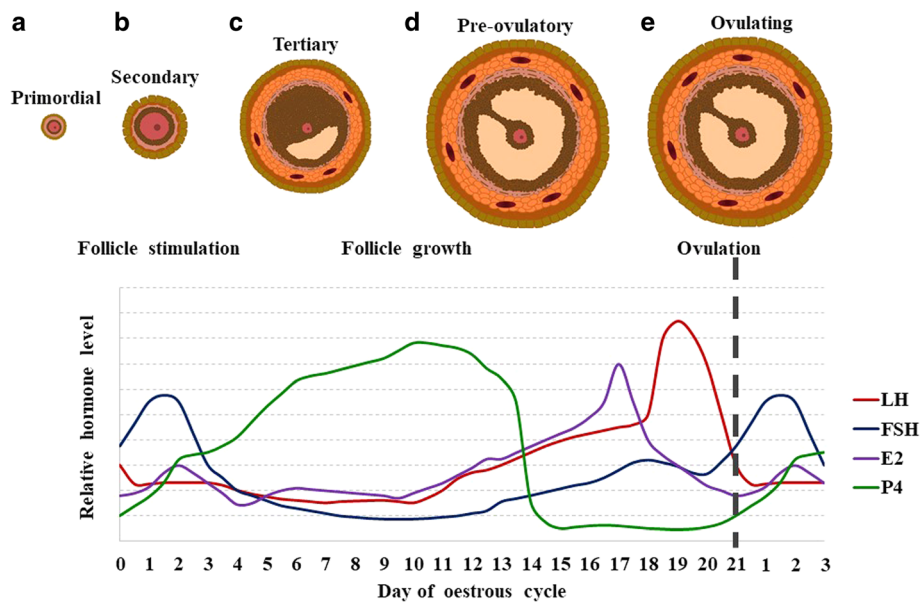 a b c d e
Primordial
Secondary
Tertiary
Pre-ovulatory
Ovulating
Follicle stimulation
Follicle growth
Ovulation
Relative hormone level
LH
FSH
E2
P4
0 1 2 3 4 5 6 7 8 9 10 11 12 13 14 15 16 17 18 19 20 21 1 2 3
Day of oestrous cycle